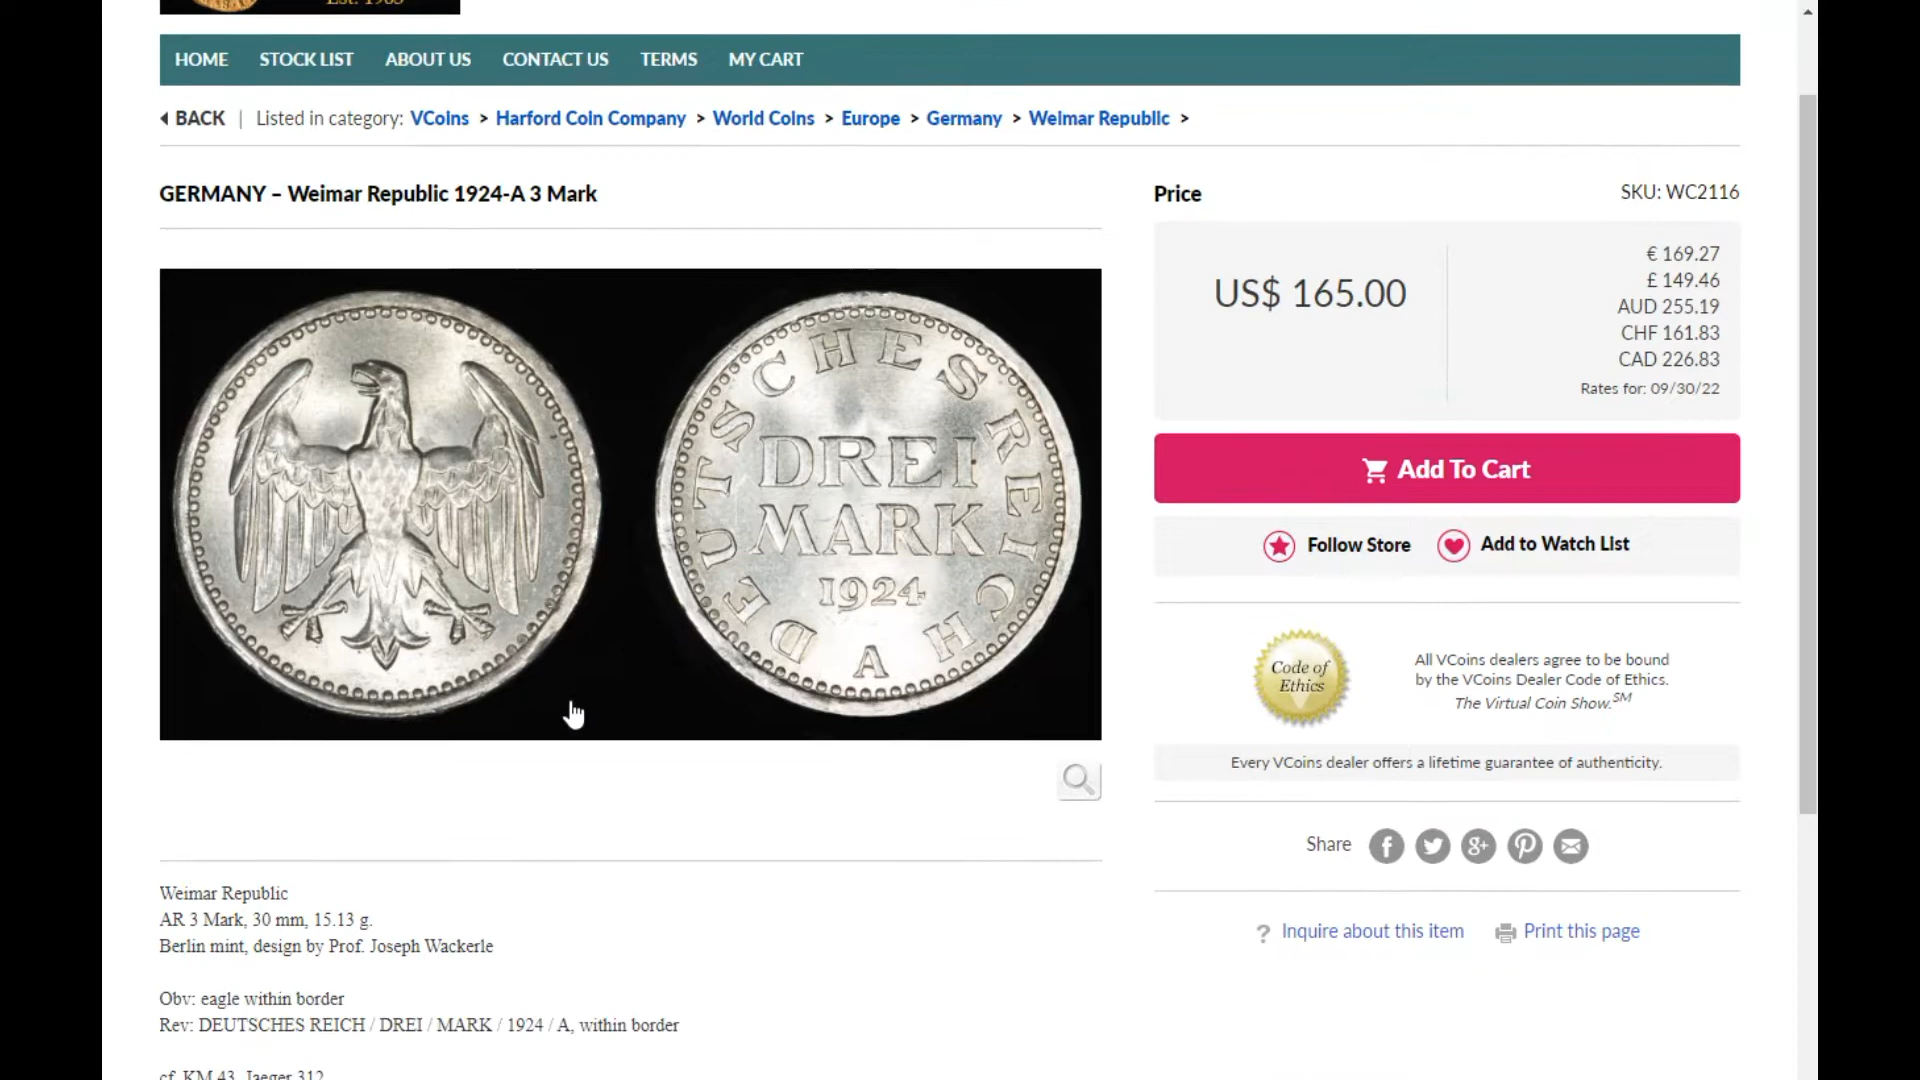 Est. 1985
HOME STOCK LIST ABOUT US CONTACT US TERMS MY CART
BACK | Listed in category: VCoins > Harford Coin Company > World Coins > Europe > Germany > Weimar Republic >
GERMANY – Weimar Republic 1924-A 3 Mark
Price
SKU: WC2116
US$ 165.00
€ 169.27
£ 149.46
AUD 255.19
CHF 161.83
CAD 226.83
Rates for: 09/30/22
DEUTSCHES REICH
DREI
MARK
1924
A
Add To Cart
Follow Store
Add to Watch List
Code of
Ethics
All VCoins dealers agree to be bound
by the VCoins Dealer Code of Ethics.
The Virtual Coin Show.SM
Every VCoins dealer offers a lifetime guarantee of authenticity.
Share
? Inquire about this item
Print this page
Weimar Republic
AR 3 Mark, 30 mm, 15.13 g.
Berlin mint, design by Prof. Joseph Wackerle
Obv: eagle within border
Rev: DEUTSCHES REICH / DREI / MARK / 1924 / A, within border
cf. KM 43, Jaeger 312